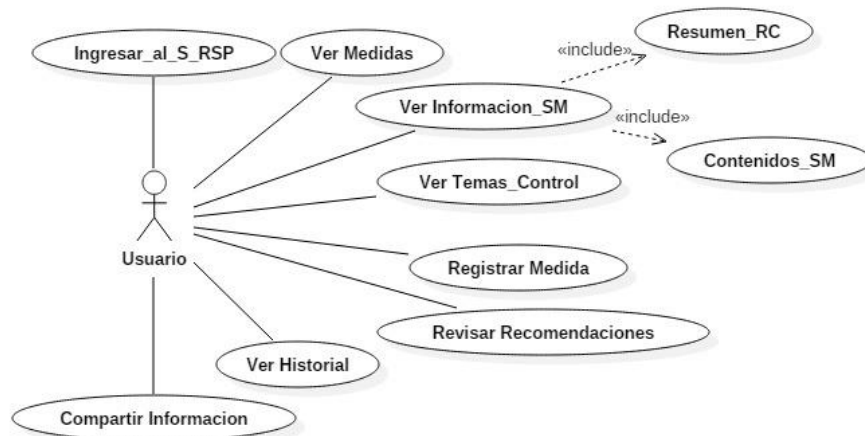 Ingresar_al_S_RSP
Ver Medidas
Resumen_RC
«include»
Ver Informacion_SM
«include»
Contenidos_SM
Ver Temas_Control
Usuario
Registrar Medida
Revisar Recomendaciones
Ver Historial
Compartir Informacion